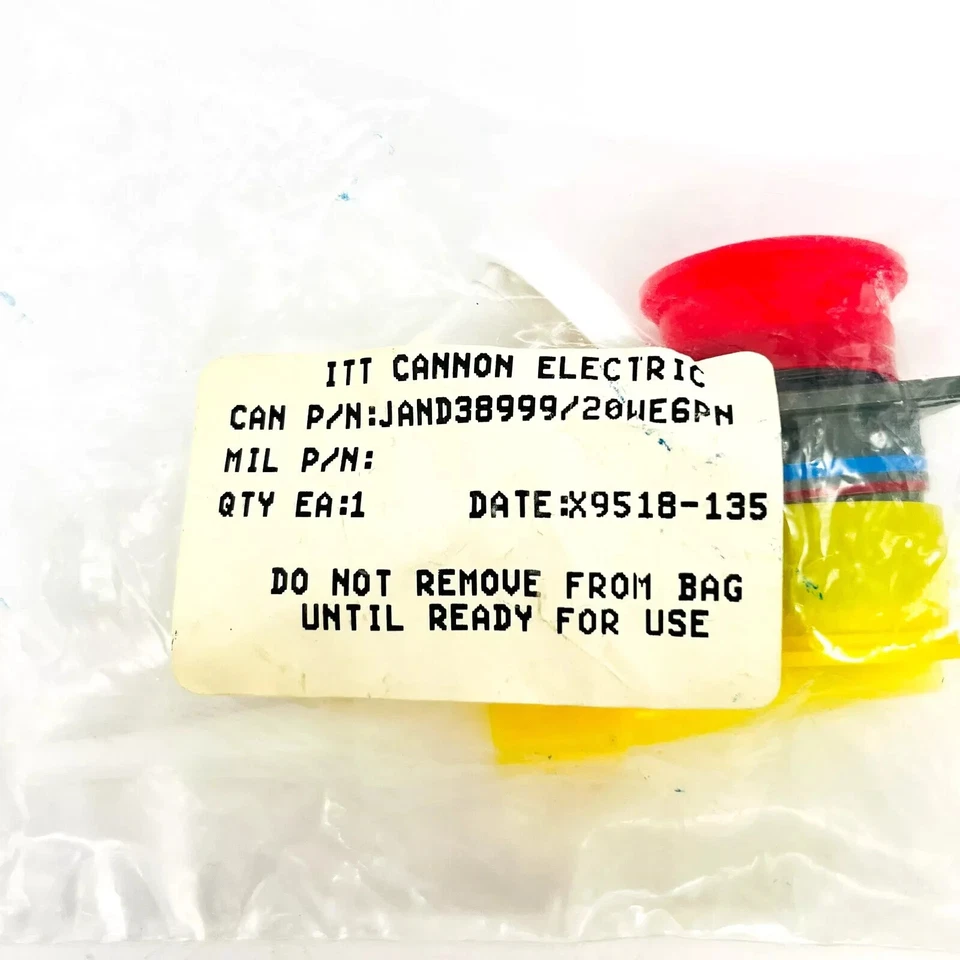 ITT CANNON ELECTRIC
CAN P/N:JAND38999/20WE6PN
MIL P/N:
QTY EA:1 DATE:X9518-135
DO NOT REMOVE FROM BAG
UNTIL READY FOR USE